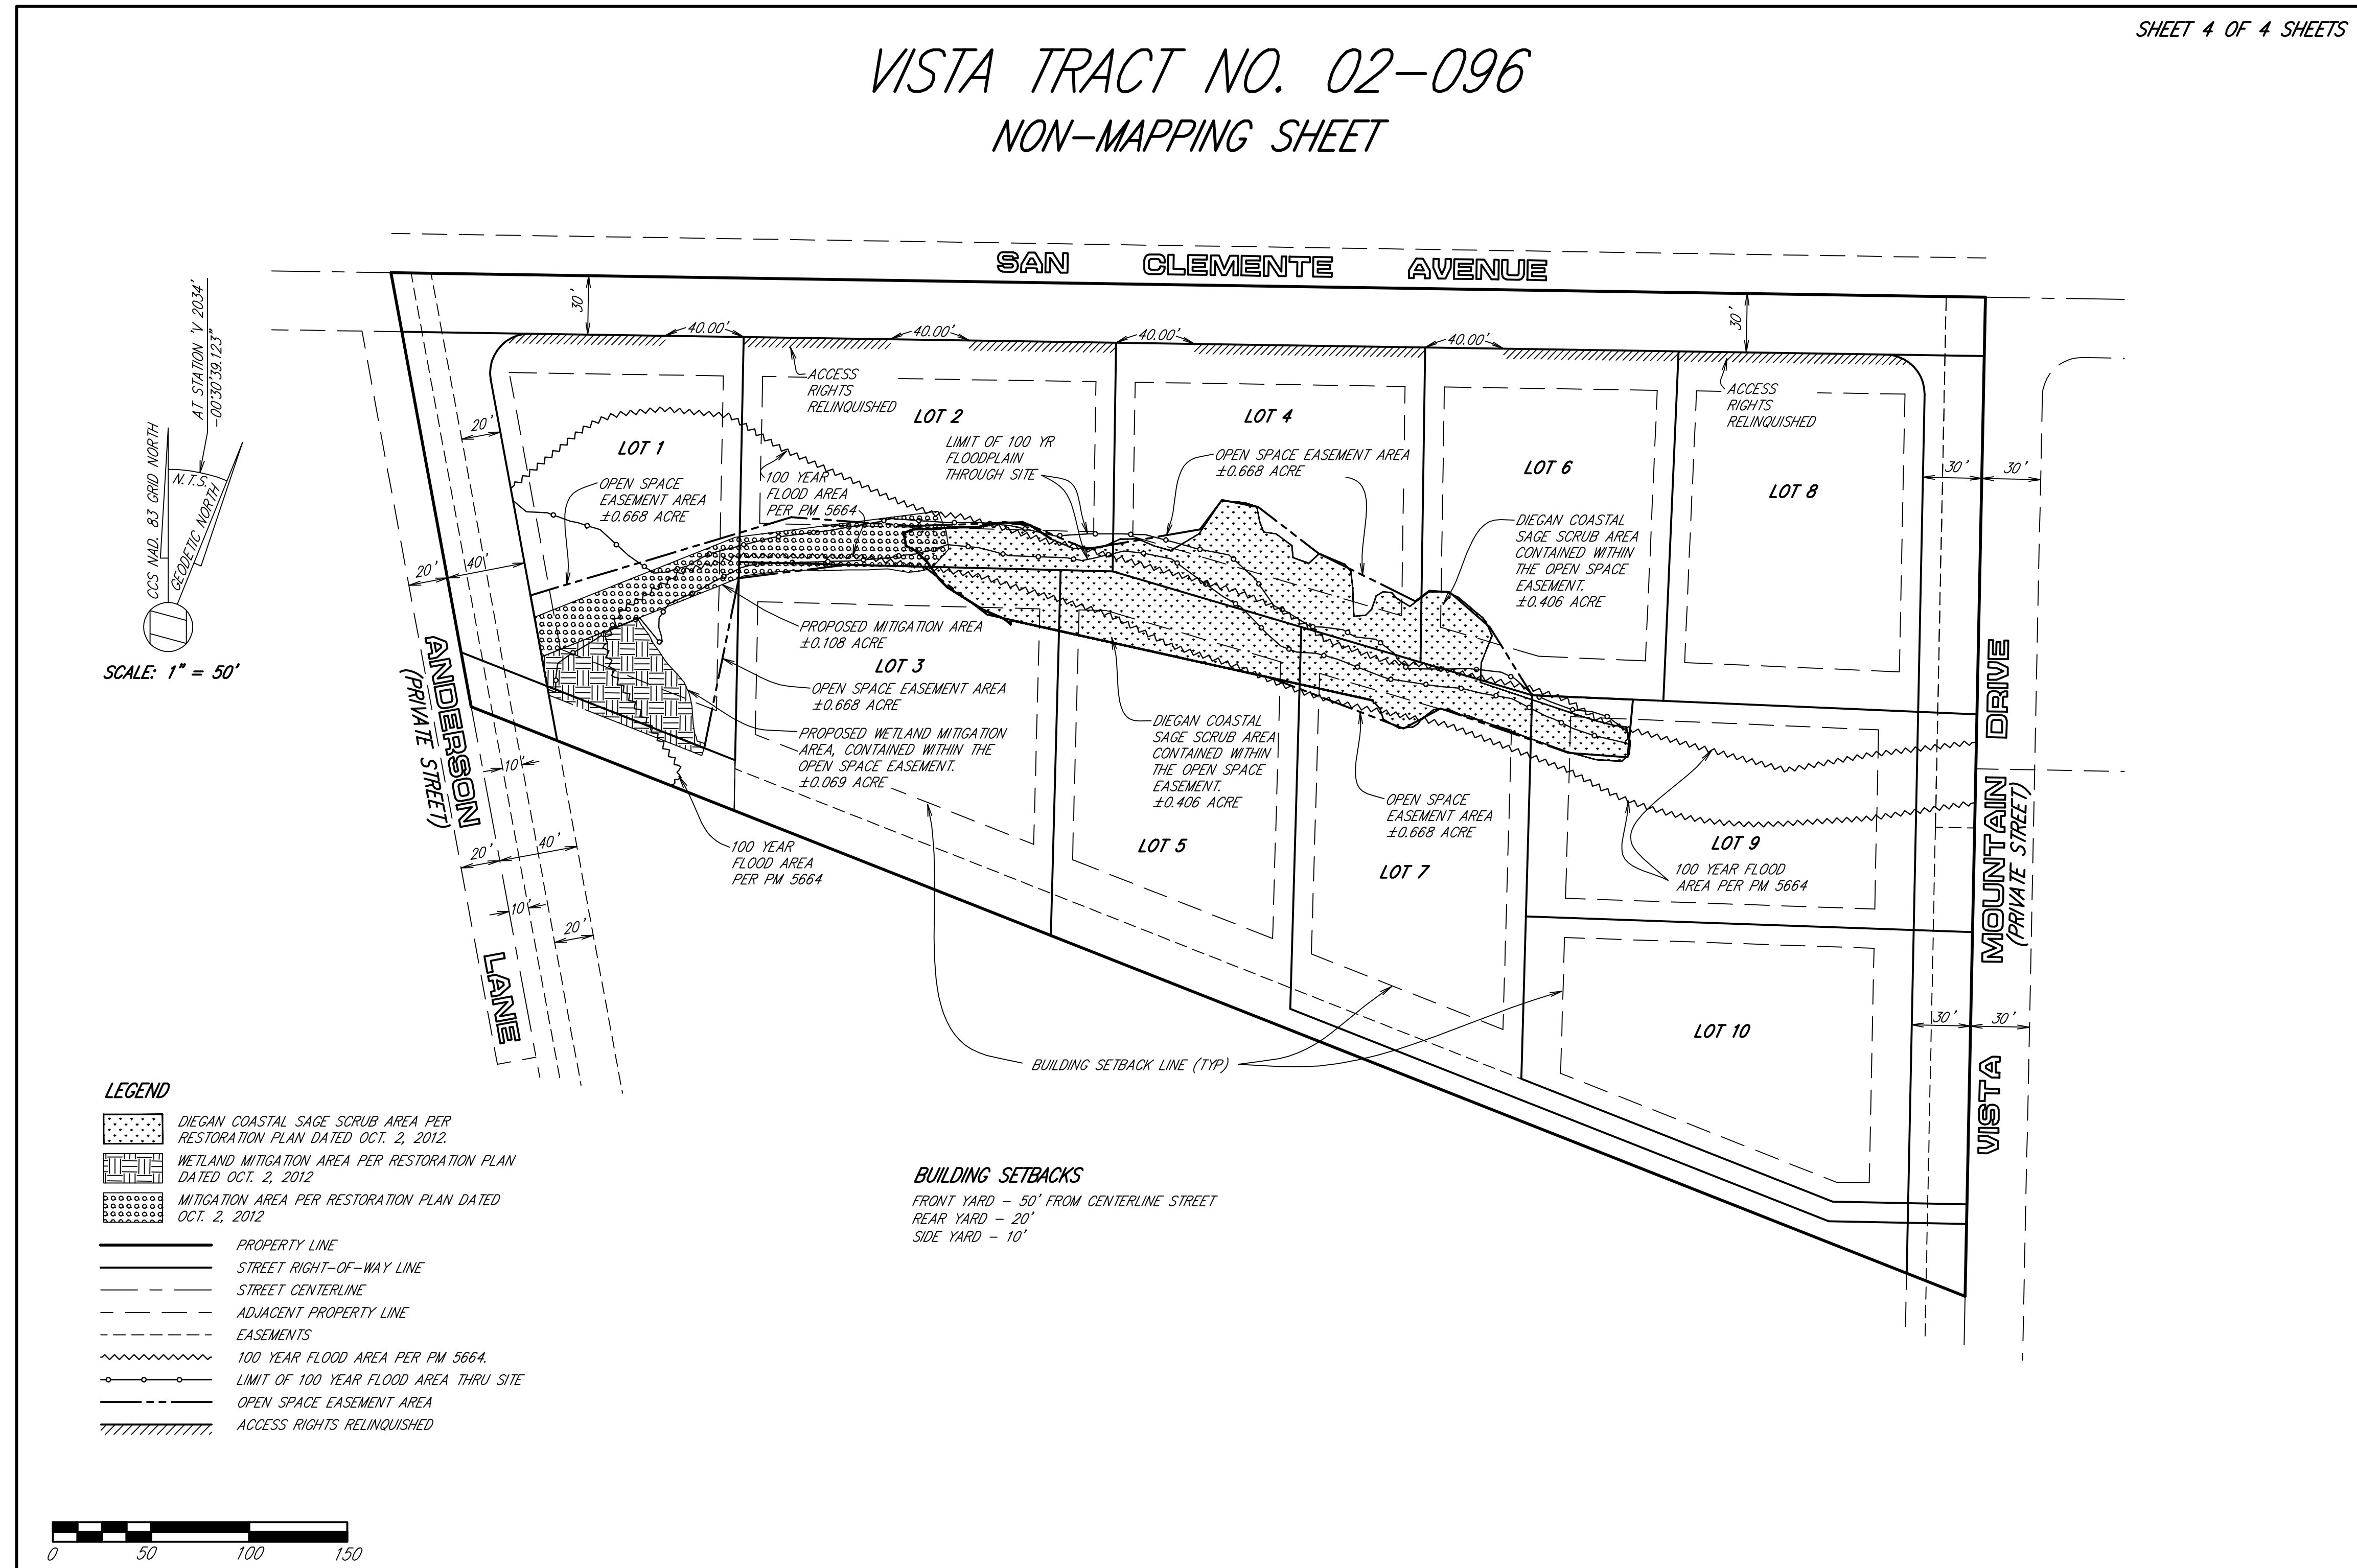 SHEET 4 OF 4 SHEETS
VISTA TRACT NO. 02-096
NON-MAPPING SHEET
SAN CLEMENTE AVENUE
AT STATION 'V 2034'
-00°30'39.123"
CCS NAD. 83 GRID NORTH
N.T.S.
GEODETIC NORTH
SCALE: 1" = 50'
30'
30'
40.00'
40.00'
40.00'
40.00'
ACCESS
RIGHTS
RELINQUISHED
ACCESS
RIGHTS
RELINQUISHED
LOT 1
LOT 2
LOT 4
LOT 6
LOT 8
20'
OPEN SPACE
EASEMENT AREA
±0.668 ACRE
100 YEAR
FLOOD AREA
PER PM 5664
LIMIT OF 100 YR
FLOODPLAIN
THROUGH SITE
OPEN SPACE EASEMENT AREA
±0.668 ACRE
DIEGAN COASTAL
SAGE SCRUB AREA
CONTAINED WITHIN
THE OPEN SPACE
EASEMENT.
±0.406 ACRE
30'
30'
20'
40'
PROPOSED MITIGATION AREA
±0.108 ACRE
LOT 3
OPEN SPACE EASEMENT AREA
±0.668 ACRE
PROPOSED WETLAND MITIGATION
AREA, CONTAINED WITHIN THE
OPEN SPACE EASEMENT.
±0.069 ACRE
DIEGAN COASTAL
SAGE SCRUB AREA
CONTAINED WITHIN
THE OPEN SPACE
EASEMENT.
±0.406 ACRE
OPEN SPACE
EASEMENT AREA
±0.668 ACRE
LOT 5
LOT 7
LOT 9
100 YEAR FLOOD
AREA PER PM 5664
100 YEAR
FLOOD AREA
PER PM 5664
ANDERSON LANE
(PRIVATE STREET)
10'
20'
40'
10'
20'
LOT 10
30'
30'
VISTA MOUNTAIN DRIVE
(PRIVATE STREET)
BUILDING SETBACK LINE (TYP)
LEGEND
DIEGAN COASTAL SAGE SCRUB AREA PER
RESTORATION PLAN DATED OCT. 2, 2012.
WETLAND MITIGATION AREA PER RESTORATION PLAN
DATED OCT. 2, 2012
MITIGATION AREA PER RESTORATION PLAN DATED
OCT. 2, 2012
PROPERTY LINE
STREET RIGHT-OF-WAY LINE
STREET CENTERLINE
ADJACENT PROPERTY LINE
EASEMENTS
100 YEAR FLOOD AREA PER PM 5664.
LIMIT OF 100 YEAR FLOOD AREA THRU SITE
OPEN SPACE EASEMENT AREA
ACCESS RIGHTS RELINQUISHED
BUILDING SETBACKS
FRONT YARD - 50' FROM CENTERLINE STREET
REAR YARD - 20'
SIDE YARD - 10'
0 50 100 150